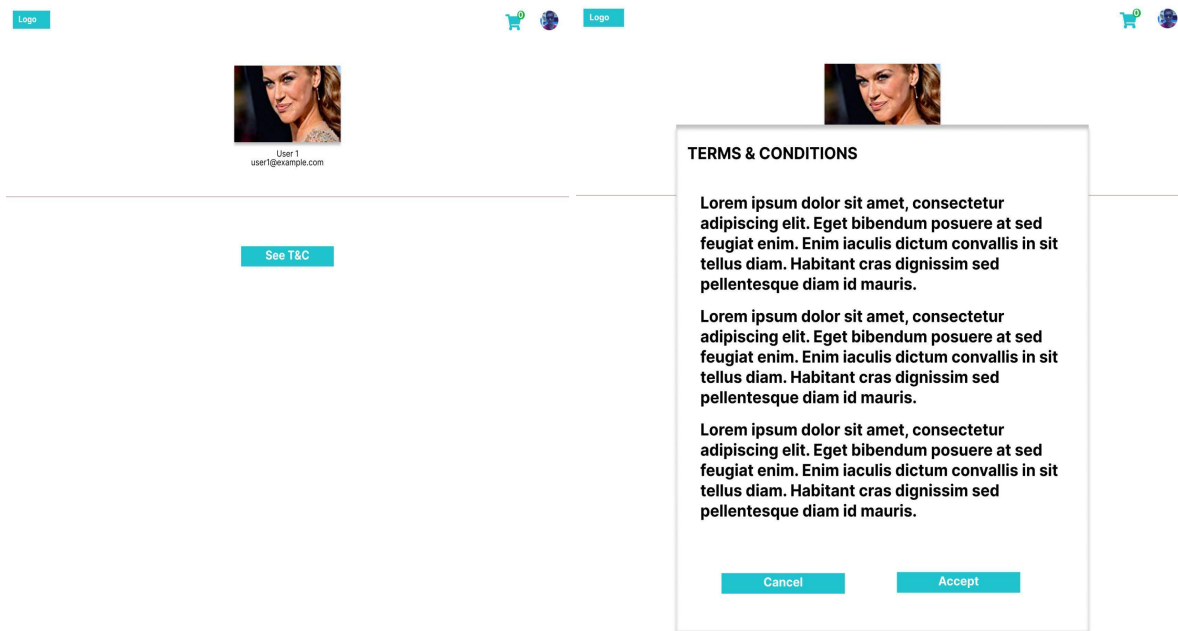 Logo
0
User 1
user1@example.com
See T&C
Logo
0
TERMS & CONDITIONS
Lorem ipsum dolor sit amet, consectetur
adipiscing elit. Eget bibendum posuere at sed
feugiat enim. Enim iaculis dictum convallis in sit
tellus diam. Habitant cras dignissim sed
pellentesque diam id mauris.
Lorem ipsum dolor sit amet, consectetur
adipiscing elit. Eget bibendum posuere at sed
feugiat enim. Enim iaculis dictum convallis in sit
tellus diam. Habitant cras dignissim sed
pellentesque diam id mauris.
Lorem ipsum dolor sit amet, consectetur
adipiscing elit. Eget bibendum posuere at sed
feugiat enim. Enim iaculis dictum convallis in sit
tellus diam. Habitant cras dignissim sed
pellentesque diam id mauris.
Cancel
Accept